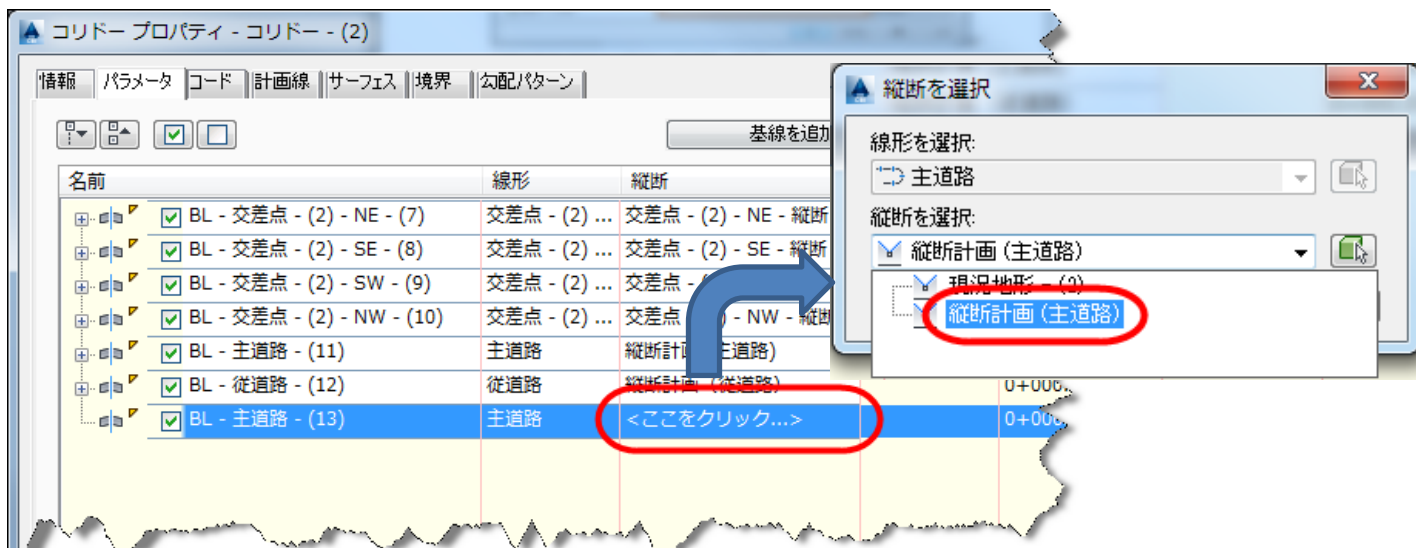 コリドー プロパティ - コリドー - (2)
情報 パラメータ コード 計画線 サーフェス 境界 勾配パターン
基線を追加
名前 線形 縦断
BL - 交差点 - (2) - NE - (7) 交差点 - (2) ... 交差点 - (2) - NE - 縦断
BL - 交差点 - (2) - SE - (8) 交差点 - (2) ... 交差点 - (2) - SE - 縦断
BL - 交差点 - (2) - SW - (9) 交差点 - (2) ... 交差点 -
BL - 交差点 - (2) - NW - (10) 交差点 - (2) ... 交差点 - NW - 縦断
BL - 主道路 - (11) 主道路 縦断計画 (主道路)
BL - 従道路 - (12) 従道路 縦断計画 (従道路) 0+006.
BL - 主道路 - (13) 主道路 <ここをクリック...> 0+006
縦断を選択
線形を選択:
主道路
縦断を選択:
縦断計画 (主道路)
現況地形 - (2)
縦断計画 (主道路)